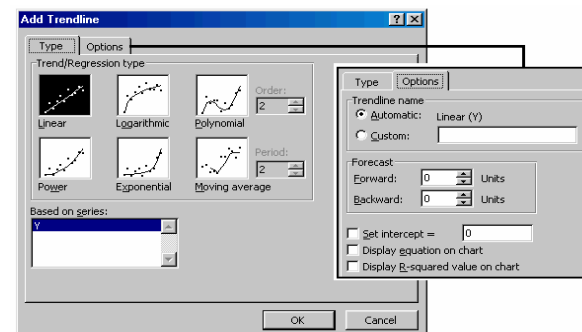 Add Trendline
Type Options
Trend/Regression type
Order:
2
Linear Logarithmic Polynomial
Period:
2
Power Exponential Moving average
Based on series:
Y
OK Cancel
Type Options
Trendline name
Automatic: Linear (Y)
Custom:
Forecast
Forward: 0 Units
Backward: 0 Units
Set intercept = 0
Display equation on chart
Display R-squared value on chart